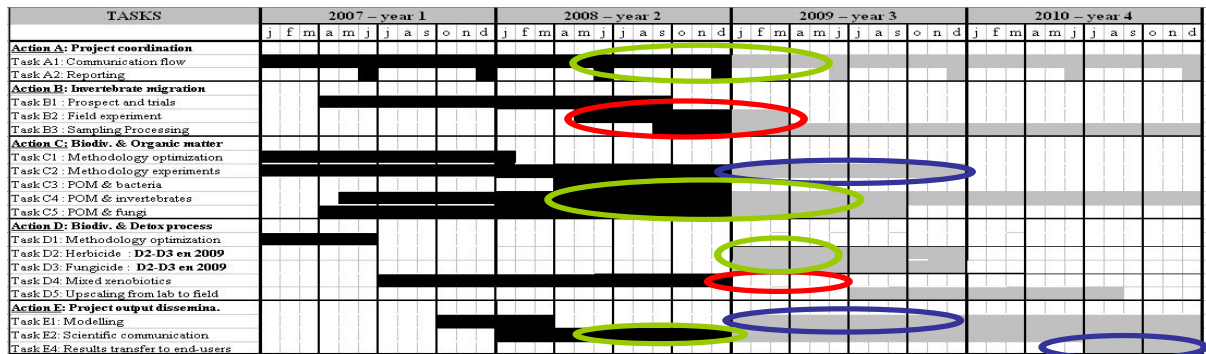 TASKS 2007 – year 1 2008 – year 2 2009 – year 3 2010 – year 4
j f m a m j j a s o n d j f m a m j j a s o n d j f m a m j j a s o n d j f m a m j j a s o n d
Action A: Project coordination
Task A1: Communication flow
Task A2: Reporting
Action B: Invertebrate migration
Task B1 : Prospect and trials
Task B2 : Field experiment
Task B3 : Sampling Processing
Action C: Biodiv. & Organic matter
Task C1 : Methodology optimization
Task C2 : Methodology experiments
Task C3 : POM & bacteria
Task C4 : POM & invertebrates
Task C5 : POM & fungi
Action D: Biodiv. & Detox process
Task D1: Methodology optimization
Task D2: Herbicide : D2-D3 en 2009
Task D3: Fungicide : D2-D3 en 2009
Task D4: Mixed xenobiotics
Task D5: Upscaling from lab to field
Action E: Project output dissemina.
Task E1: Modelling
Task E2: Scientific communication
Task E4: Results transfer to end-users